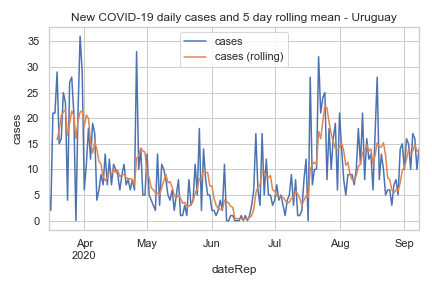 New COVID-19 daily cases and 5 day rolling mean - Uruguay
cases
cases (rolling)
cases
35
30
25
20
15
10
5
0
Apr
2020
May
Jun
Jul
Aug
Sep
dateRep